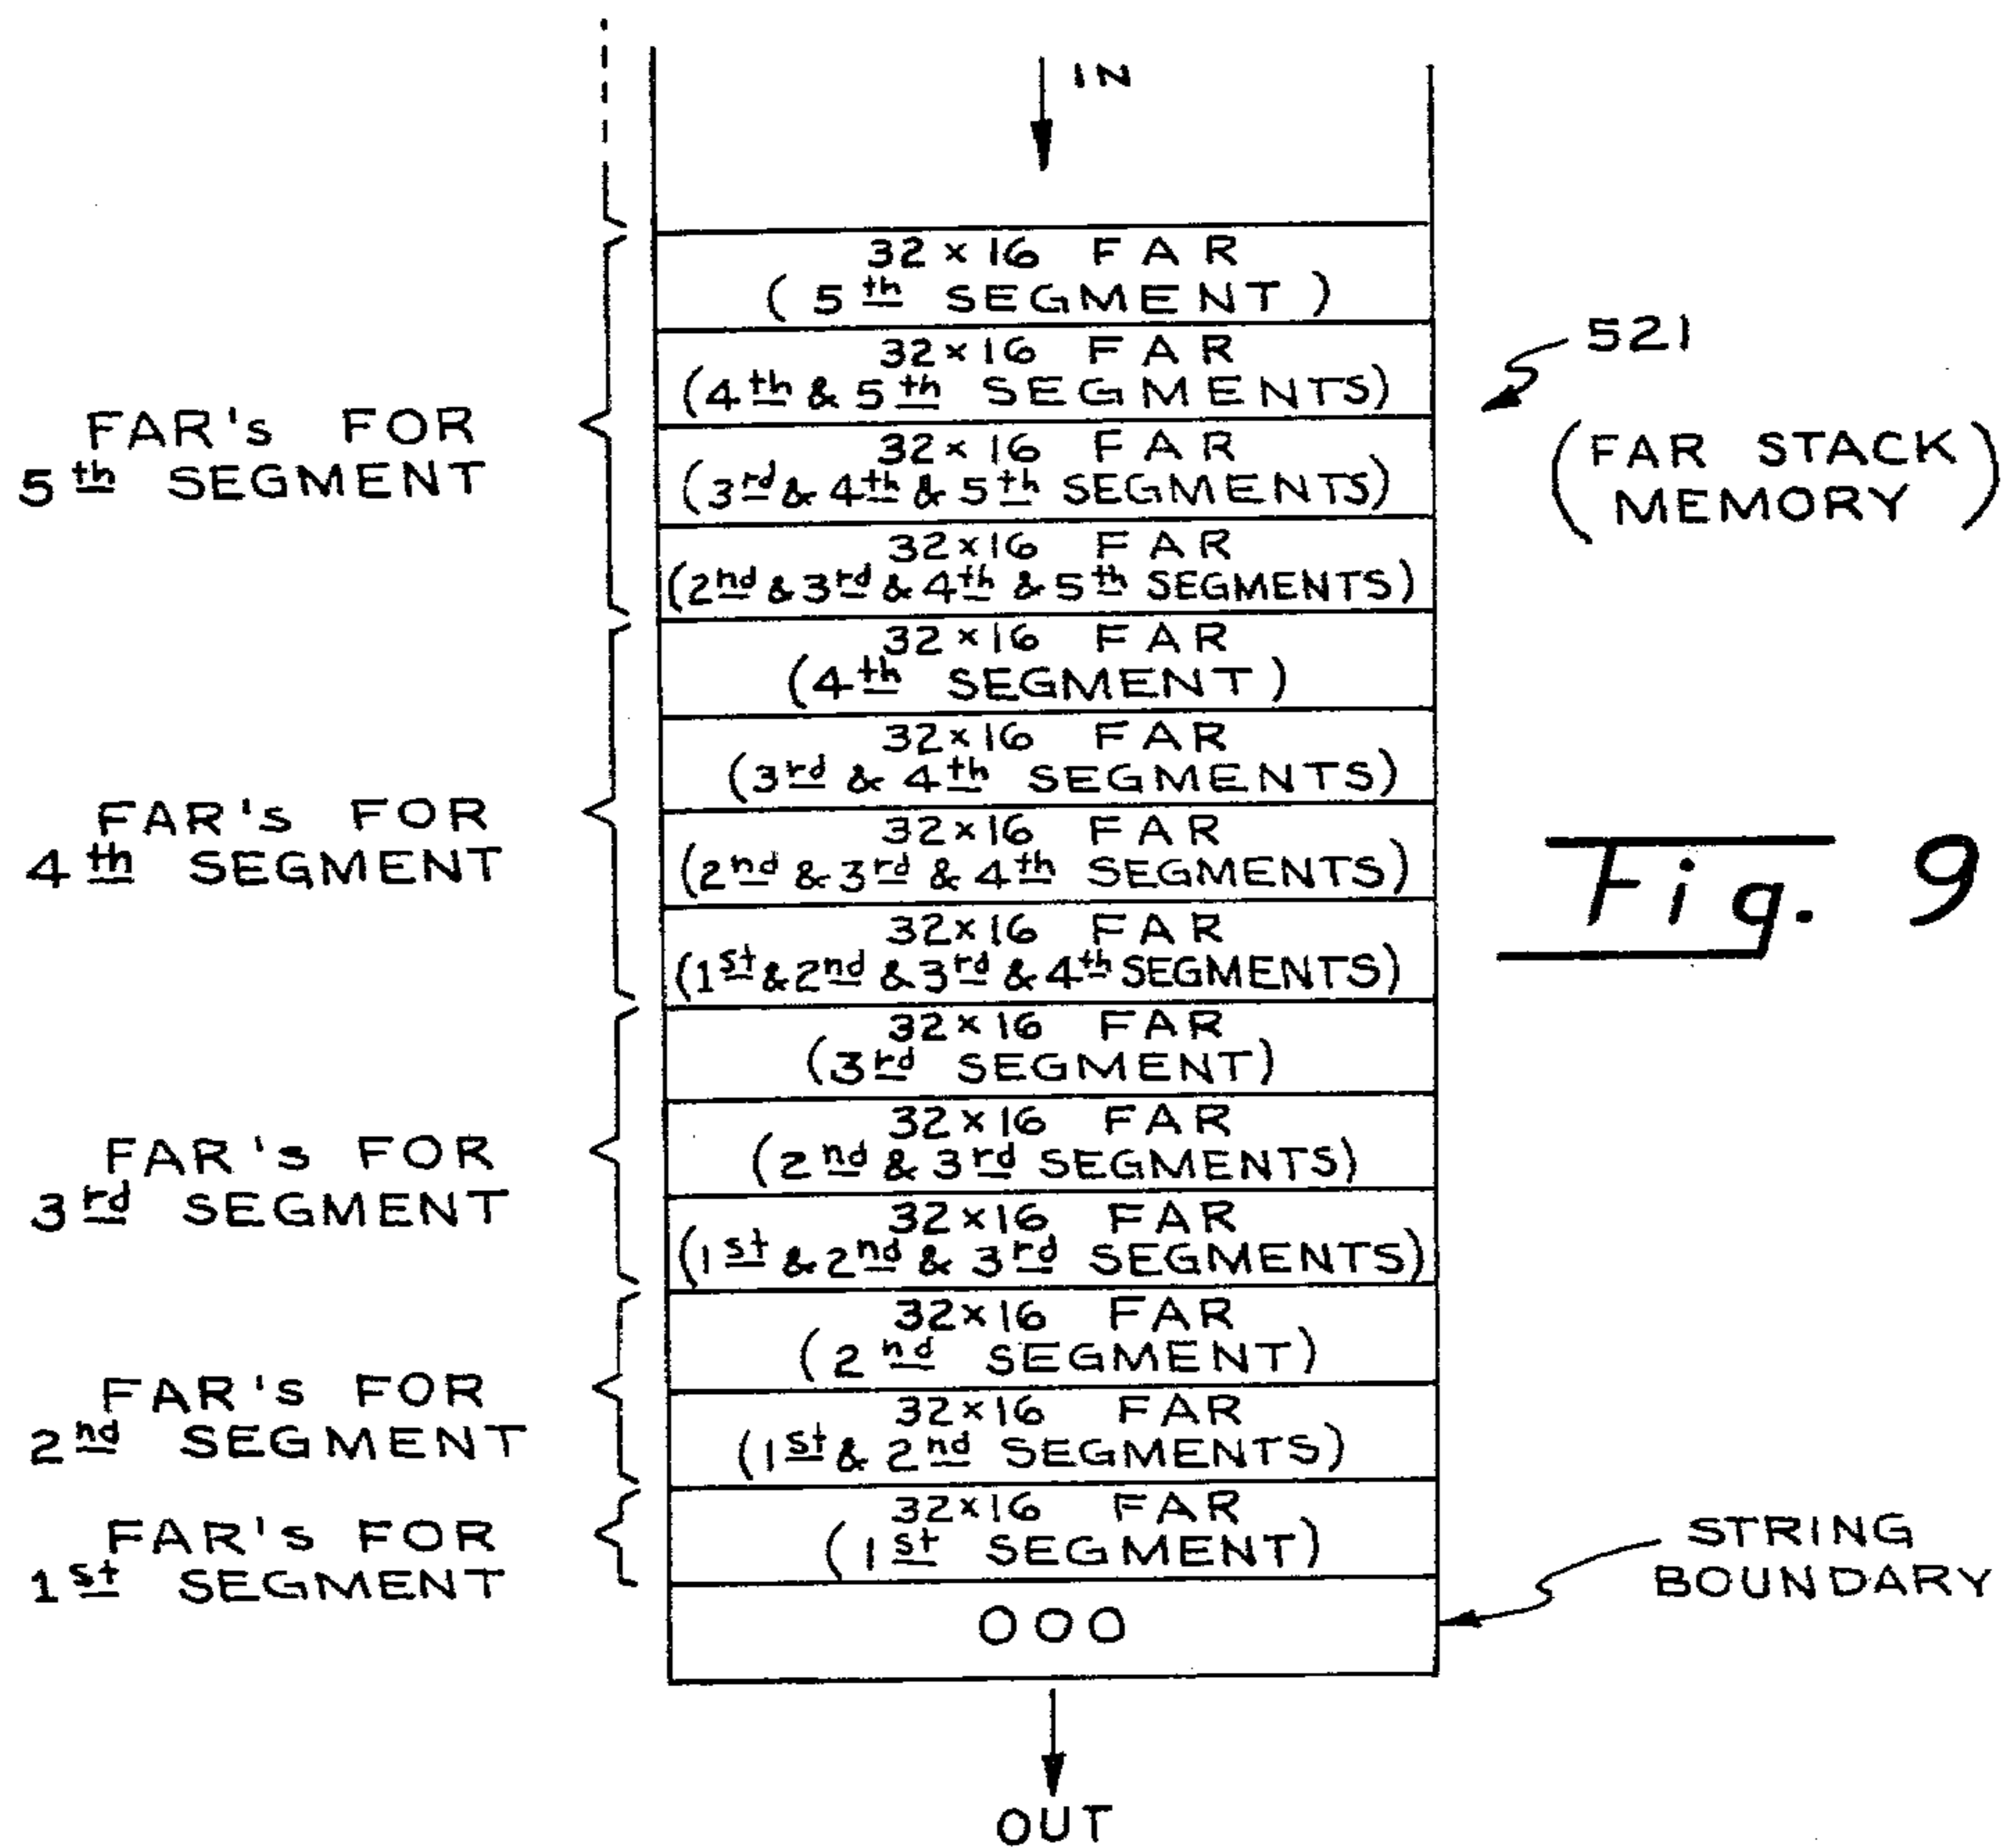 IN
32×16 FAR
(5th SEGMENT)
32×16 FAR
(4th & 5th SEGMENTS)
32×16 FAR
(3rd & 4th & 5th SEGMENTS)
32×16 FAR
(2nd & 3rd & 4th & 5th SEGMENTS)
FAR's FOR
5th SEGMENT
521
(FAR STACK
MEMORY)
32×16 FAR
(4th SEGMENT)
32×16 FAR
(3rd & 4th SEGMENTS)
32×16 FAR
(2nd & 3rd & 4th SEGMENTS)
32×16 FAR
(1st & 2nd & 3rd & 4th SEGMENTS)
FAR's FOR
4th SEGMENT
Fig. 9
32×16 FAR
(3rd SEGMENT)
32×16 FAR
(2nd & 3rd SEGMENTS)
32×16 FAR
(1st & 2nd & 3rd SEGMENTS)
FAR's FOR
3rd SEGMENT
32×16 FAR
(2nd SEGMENT)
32×16 FAR
(1st & 2nd SEGMENTS)
FAR's FOR
2nd SEGMENT
32×16 FAR
(1st SEGMENT)
FAR's FOR
1st SEGMENT
000
STRING
BOUNDARY
OUT